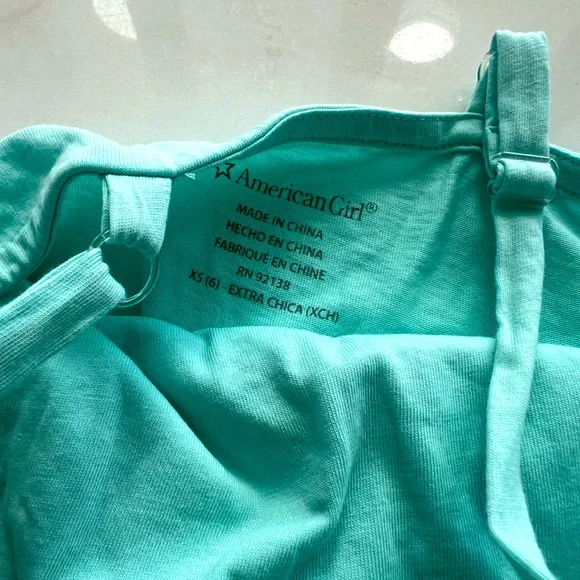 ☆ American Girl®
MADE IN CHINA
HECHO EN CHINA
FABRIQUÉ EN CHINE
RN 92138
XS (6) - EXTRA CHICA (XCH)